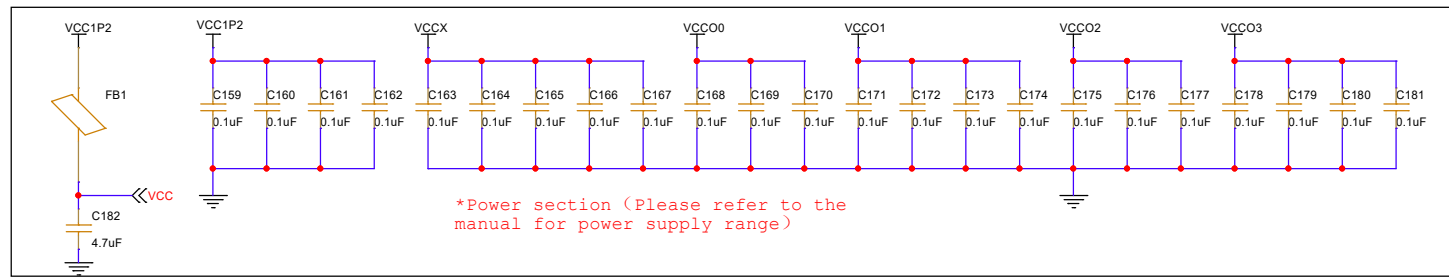 VCC1P2 VCC1P2 VCCX VCCO0 VCCO1 VCCO2 VCCO3
FB1 C159 C160 C161 C162 C163 C164 C165 C166 C167 C168 C169 C170 C171 C172 C173 C174 C175 C176 C177 C178 C179 C180 C181
0.1uF 0.1uF 0.1uF 0.1uF 0.1uF 0.1uF 0.1uF 0.1uF 0.1uF 0.1uF 0.1uF 0.1uF 0.1uF 0.1uF 0.1uF 0.1uF 0.1uF 0.1uF 0.1uF 0.1uF 0.1uF 0.1uF 0.1uF
VCC
*Power section（Please refer to the
manual for power supply range）
C182
4.7uF